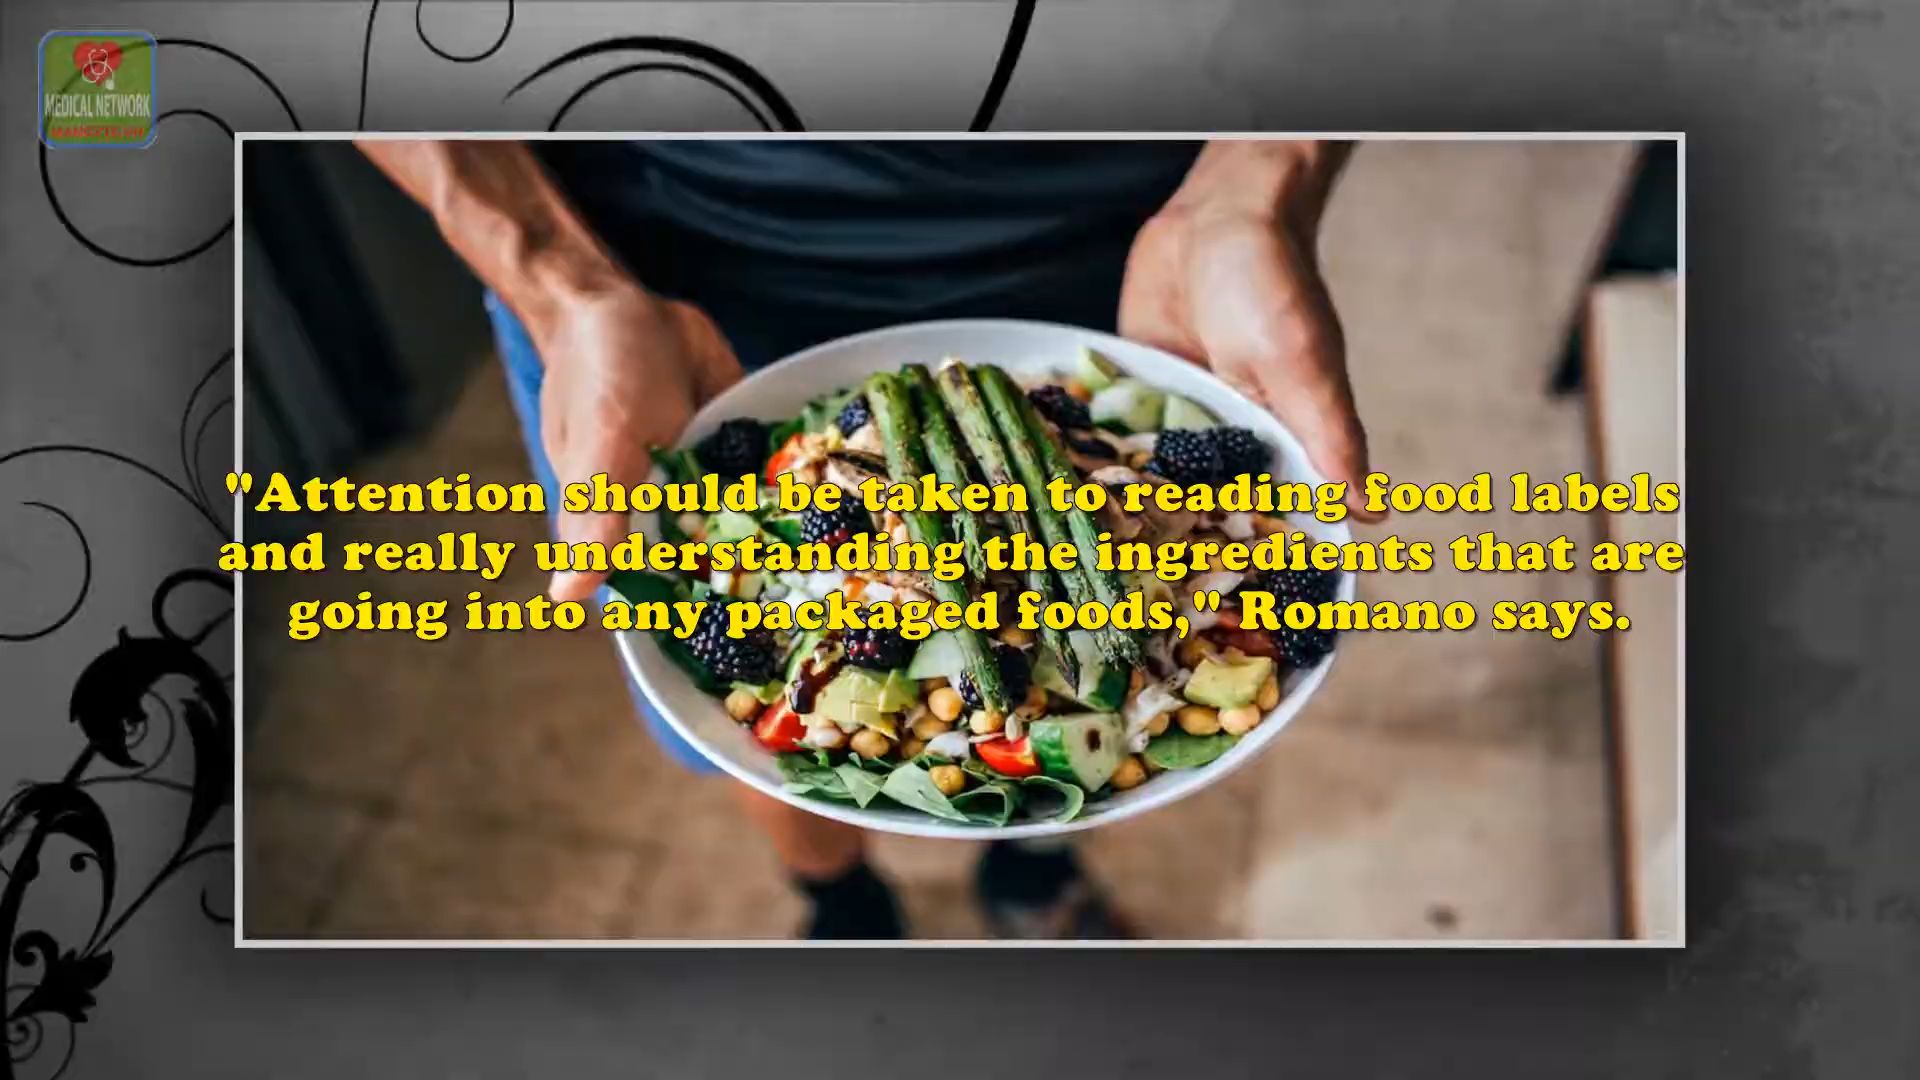 MEDICAL NETWORK
"Attention should be taken to reading food labels
and really understanding the ingredients that are
going into any packaged foods," Romano says.